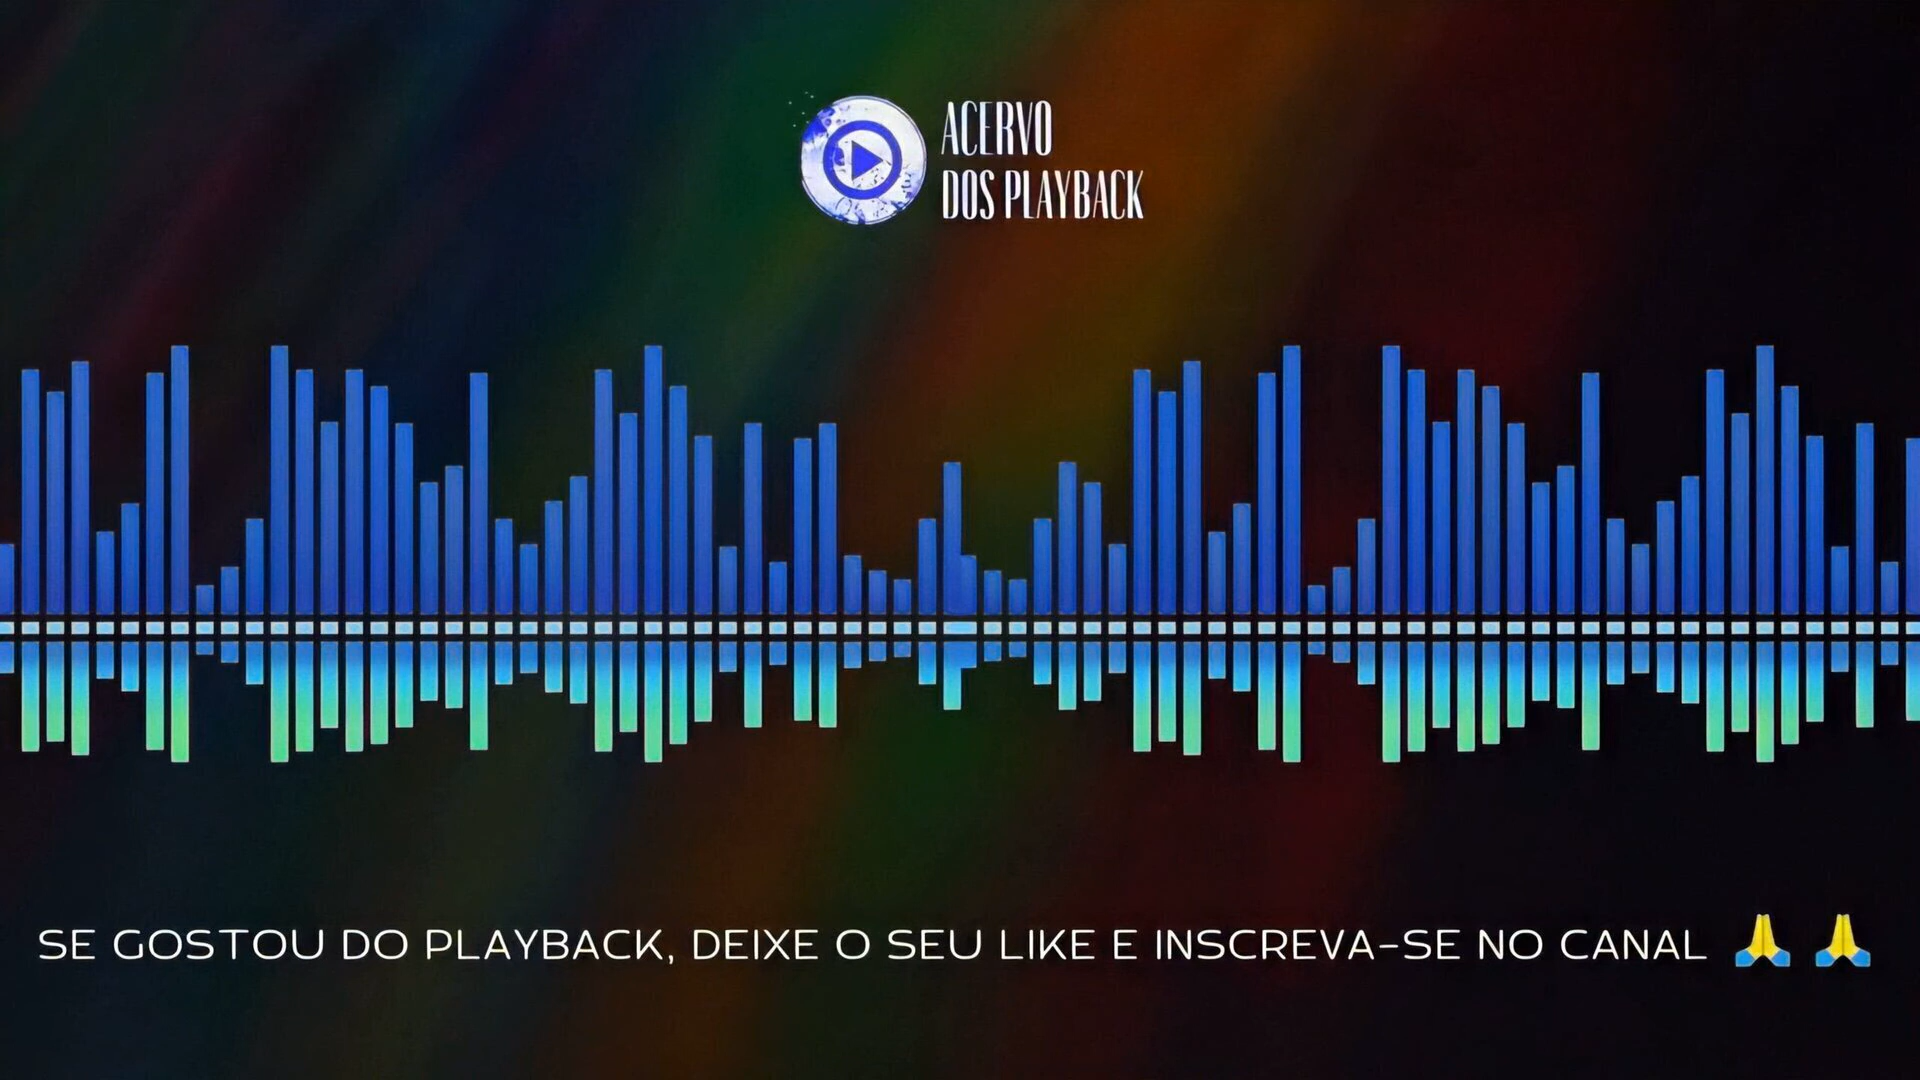 ACERVO
DOS PLAYBACK
SE GOSTOU DO PLAYBACK, DEIXE O SEU LIKE E INSCREVA-SE NO CANAL 🙏 🙏